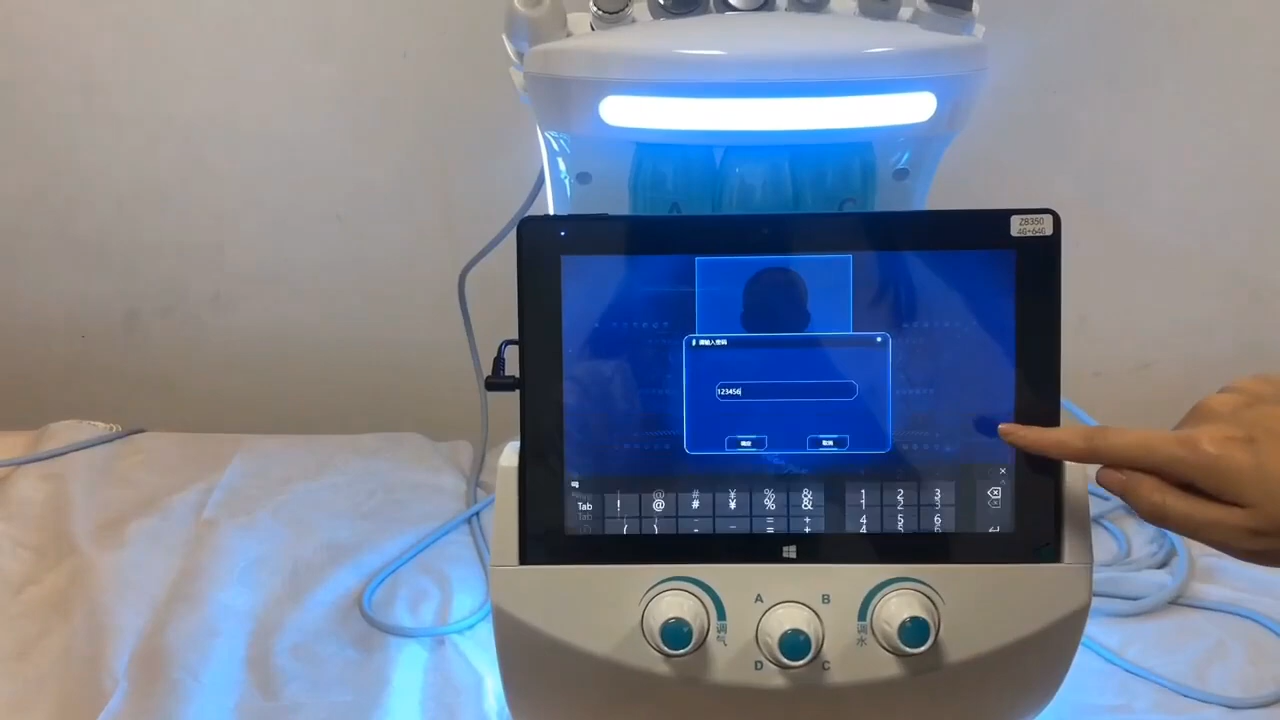 A
C
Z8350
4G+64G
请输入密码
123456
确定
取消
Tab
! @ # ¥ % & 1 2 3
( ) - _ = + 4 5 6
A B
调气
调水
D C